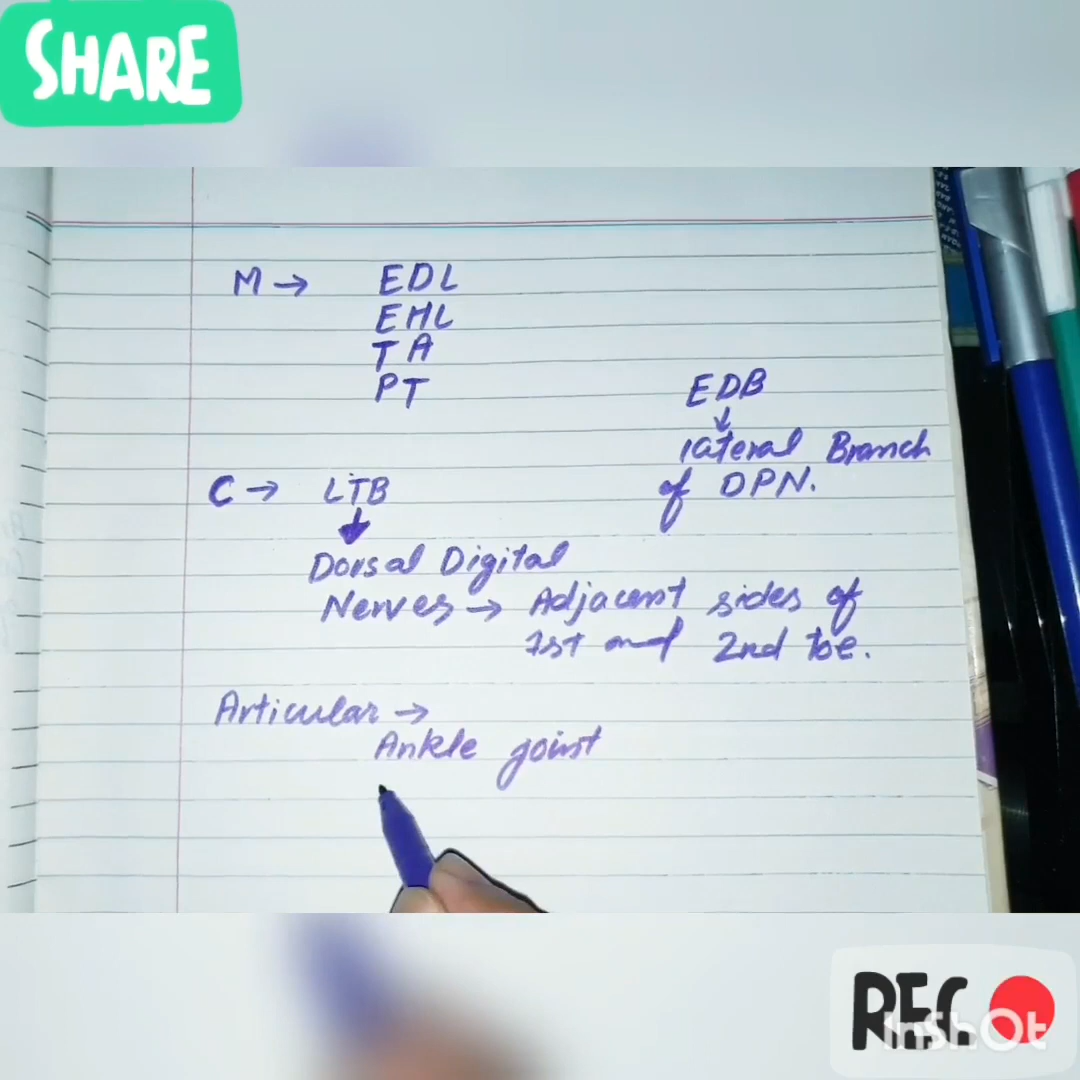 SHARE
M → EDL
EHL
TA
PT
EDB
↓
lateral Branch
of DPN.
C → LTB
↓
Dorsal Digital
Nerves → Adjacent sides of
1st and 2nd toe.
Articular →
Ankle joint
REC
InShOt